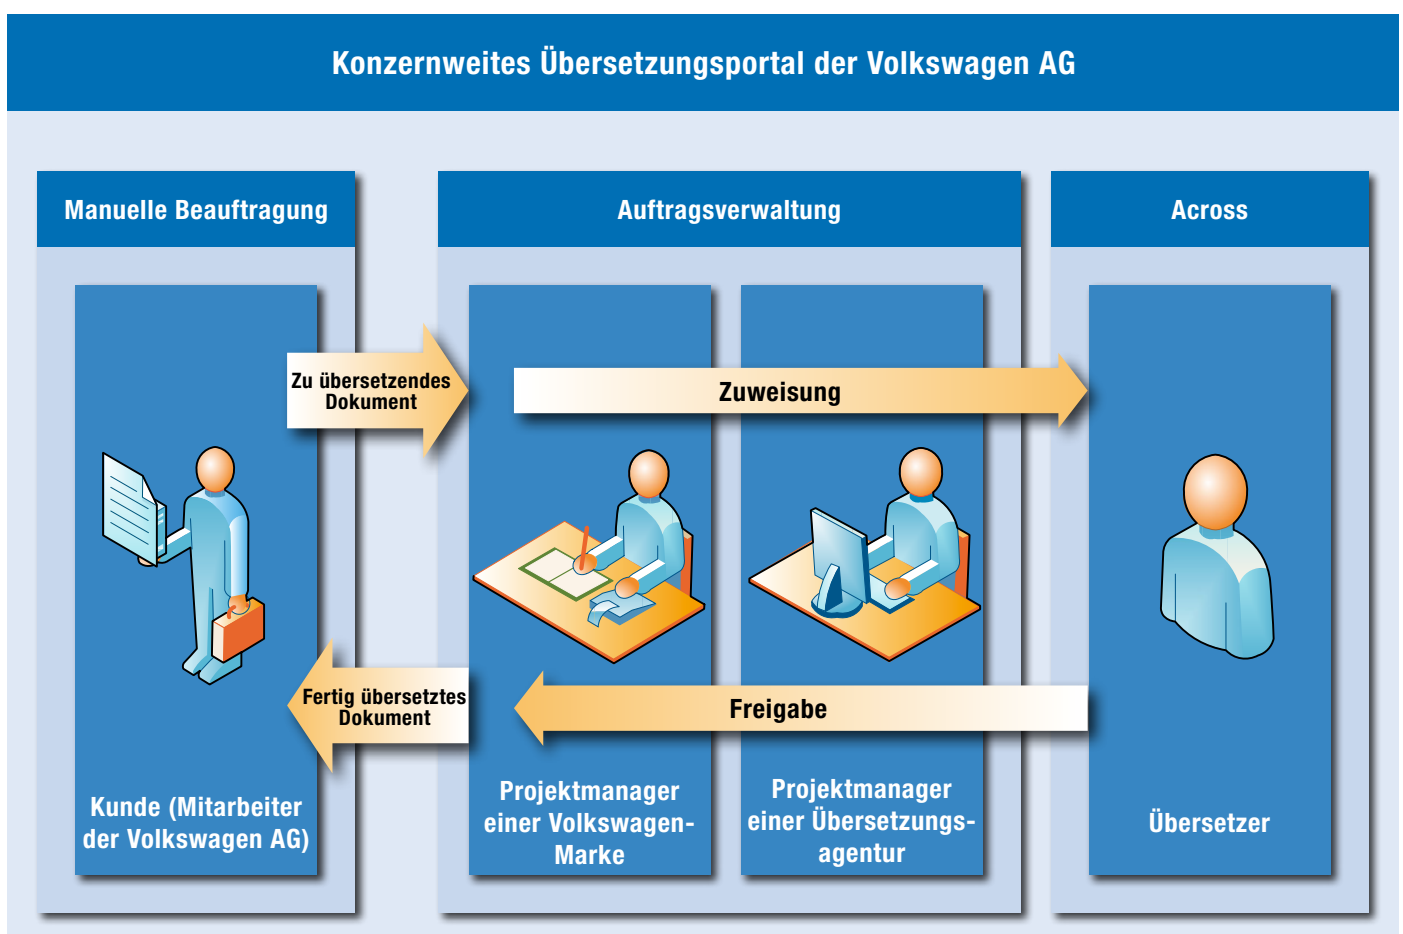 Konzernweites Übersetzungsportal der Volkswagen AG
Manuelle Beauftragung
Auftragsverwaltung
Across
Zu übersetzendes
Dokument
Zuweisung
Fertig übersetztes
Dokument
Freigabe
Kunde (Mitarbeiter
der Volkswagen AG)
Projektmanager
einer Volkswagen-
Marke
Projektmanager
einer Übersetzungs-
agentur
Übersetzer